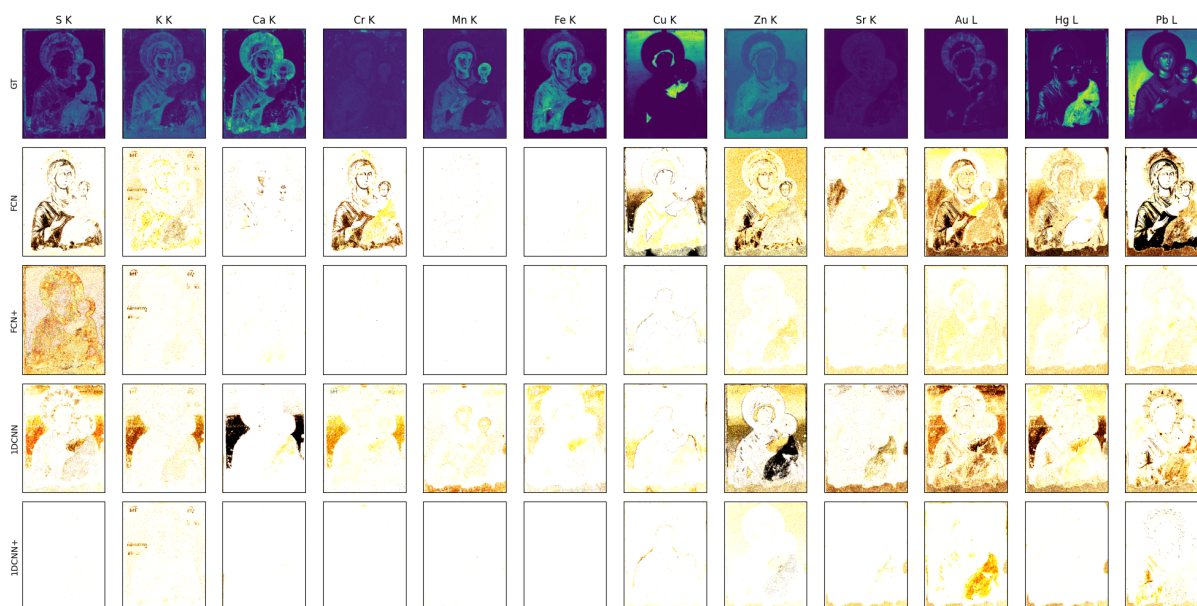 S K K K Ca K Cr K Mn K Fe K Cu K Zn K Sr K Au L Hg L Pb L
GT
FCN
FCN+
1DCNN
1DCNN+